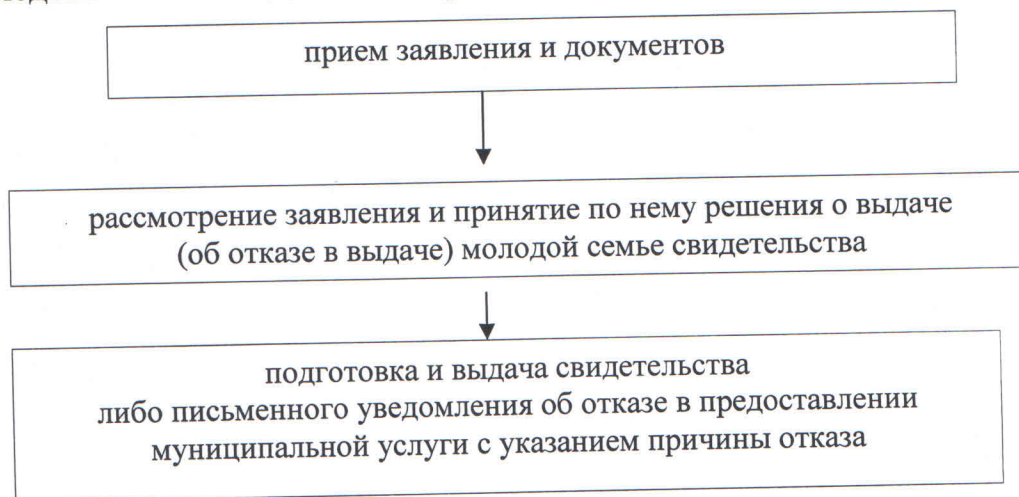 прием заявления и документов
рассмотрение заявления и принятие по нему решения о выдаче
(об отказе в выдаче) молодой семье свидетельства
подготовка и выдача свидетельства
либо письменного уведомления об отказе в предоставлении
муниципальной услуги с указанием причины отказа